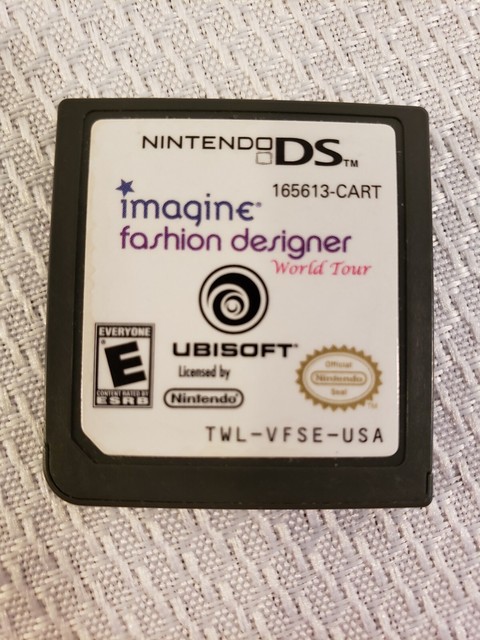 NINTENDO DS™
165613-CART
imagine®
fashion designer
World Tour
UBISOFT®
EVERYONE
E
CONTENT RATED BY
ESRB
Licensed by
Nintendo®
Official
Nintendo
Seal
TM
TWL-VFSE-USA